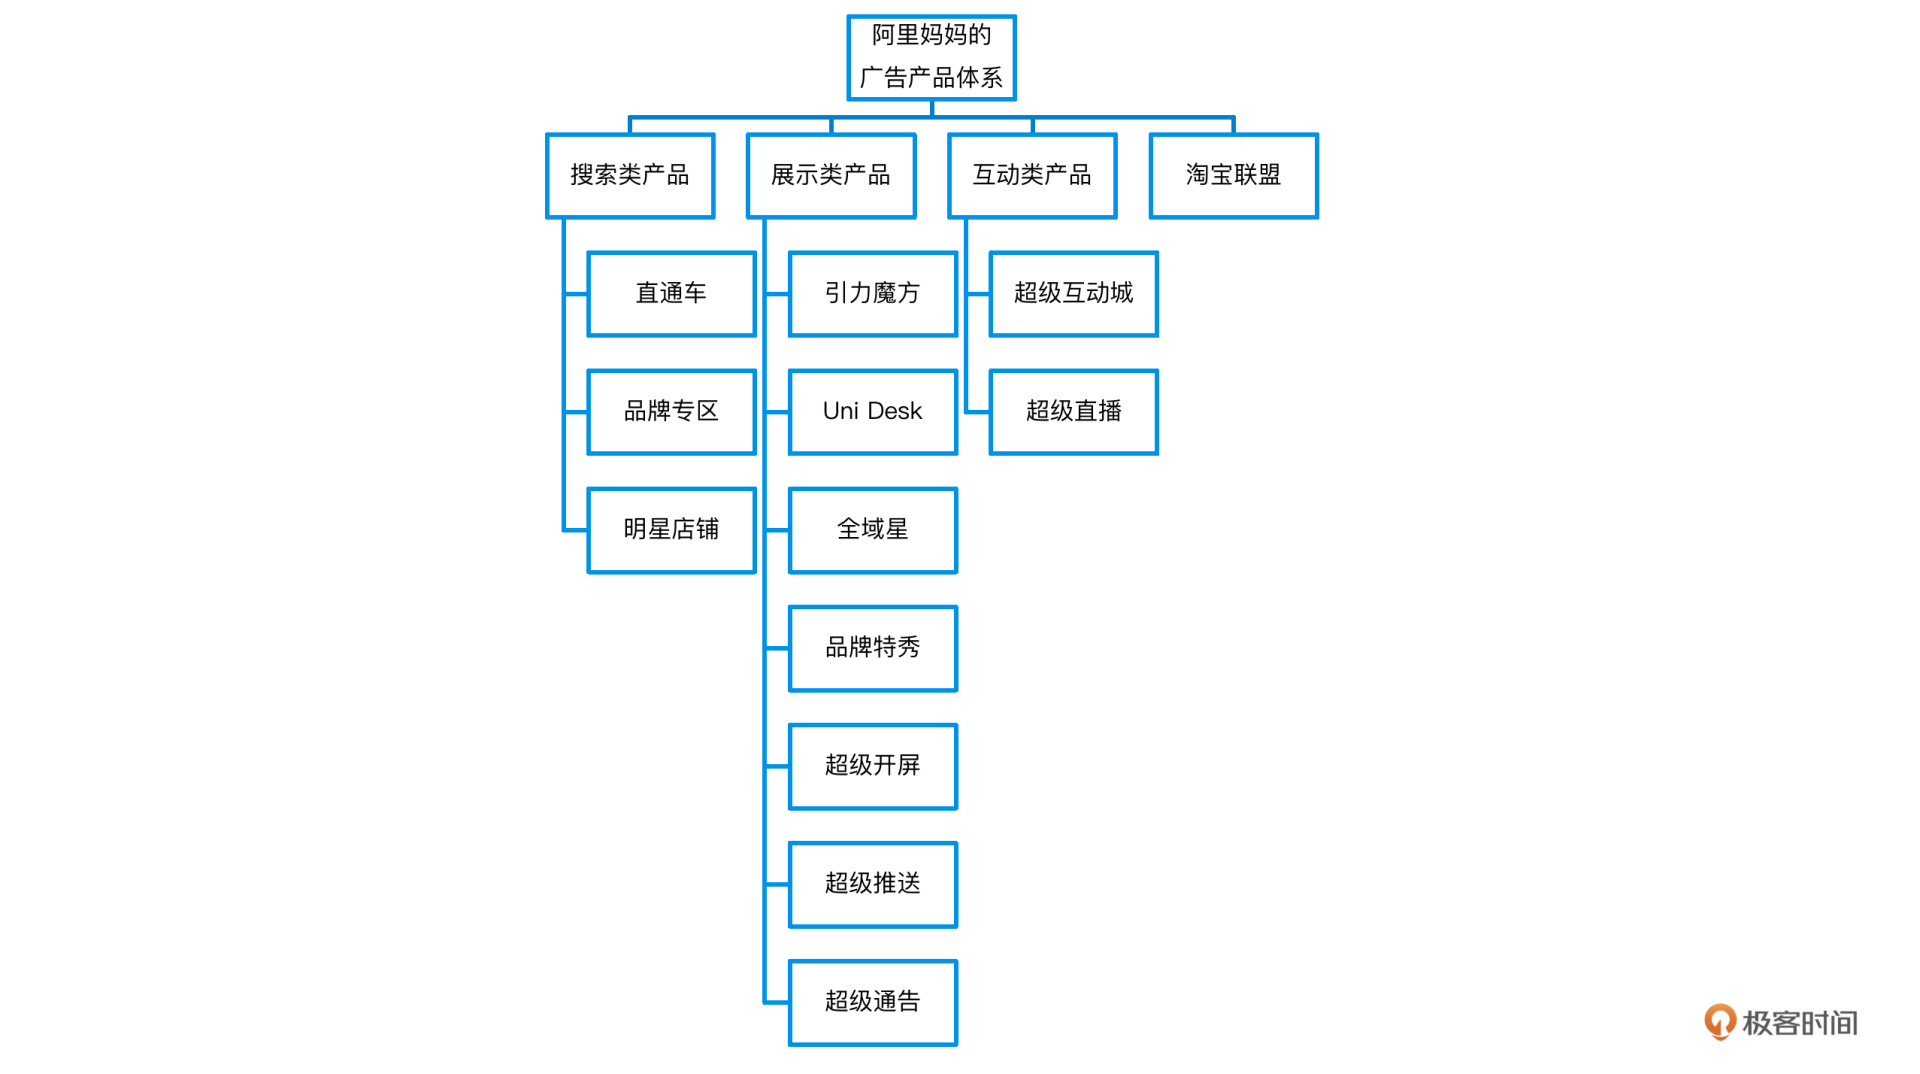 阿里妈妈的
广告产品体系
搜索类产品
展示类产品
互动类产品
淘宝联盟
直通车
引力魔方
超级互动城
品牌专区
Uni Desk
超级直播
明星店铺
全域星
品牌特秀
超级开屏
超级推送
超级通告
极客时间